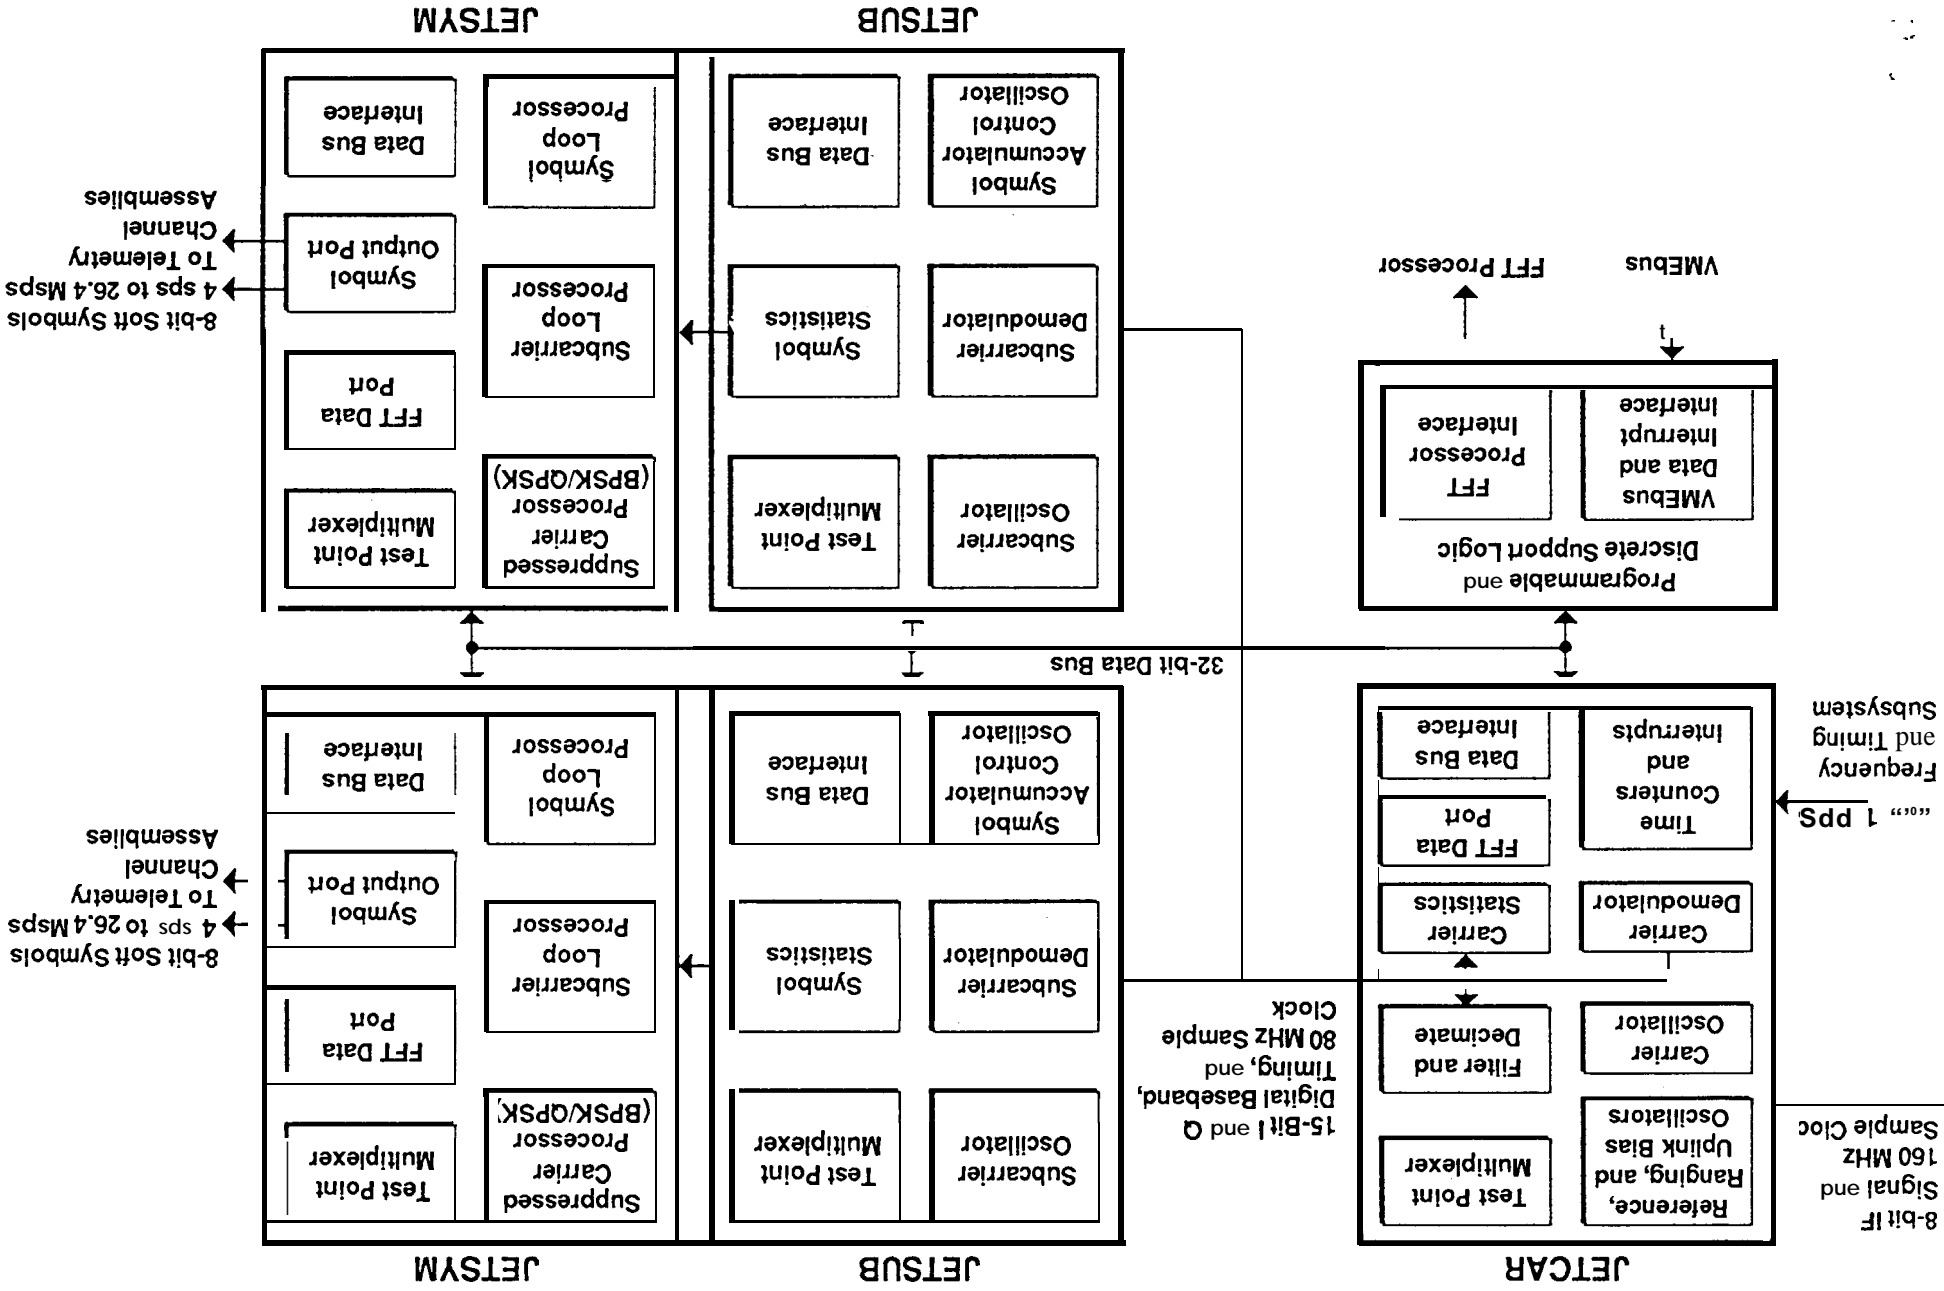 JETCAR
JETSUB
JETSYM
8-bit IF
Signal and
160 MHz
Sample Cloc
Reference,
Ranging, and
Uplink Bias
Oscillators
Test Point
Multiplexer
Carrier
Oscillator
Filter and
Decimate
Carrier
Demodulator
Carrier
Statistics
Time
Counters
and
Interrupts
FFT Data
Port
Data Bus
Interface
1 PPS
Frequency
and Timing
Subsystem
15-Bit I and Q
Digital Baseband,
Timing, and
80 MHz Sample
Clock
Subcarrier
Oscillator
Test Point
Multiplexer
Subcarrier
Demodulator
Symbol
Statistics
Symbol
Accumulator
Control
Oscillator
Data Bus
Interface
Suppressed
Carrier
Processor
(BPSK/QPSK)
Test Point
Multiplexer
Subcarrier
Loop
Processor
FFT Data
Port
Symbol
Output Port
Symbol
Loop
Processor
Data Bus
Interface
8-bit Soft Symbols
4 sps to 26.4 Msps
To Telemetry
Channel
Assemblies
32-bit Data Bus
Programmable and
Discrete Support Logic
VMEbus
Data and
Interrupt
Interface
FFT
Processor
Interface
VMEbus
FFT Processor
Subcarrier
Oscillator
Test Point
Multiplexer
Subcarrier
Demodulator
Symbol
Statistics
Symbol
Accumulator
Control
Oscillator
Data Bus
Interface
Suppressed
Carrier
Processor
(BPSK/QPSK)
Test Point
Multiplexer
Subcarrier
Loop
Processor
FFT Data
Port
Symbol
Output Port
Symbol
Loop
Processor
Data Bus
Interface
8-bit Soft Symbols
4 sps to 26.4 Msps
To Telemetry
Channel
Assemblies
JETSUB
JETSYM